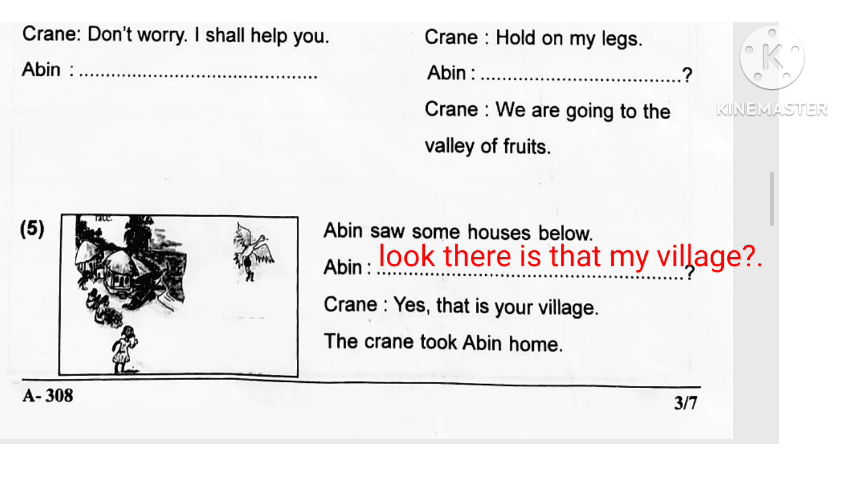 Crane: Don't worry. I shall help you.
Abin : ............................................
Crane : Hold on my legs.
Abin : ....................................?
Crane : We are going to the
valley of fruits.
KINEMASTER
(5)
face.
Abin saw some houses below.
look there is that my village?.
Abin : ........................................................?
Crane : Yes, that is your village.
The crane took Abin home.
A- 308
3/7